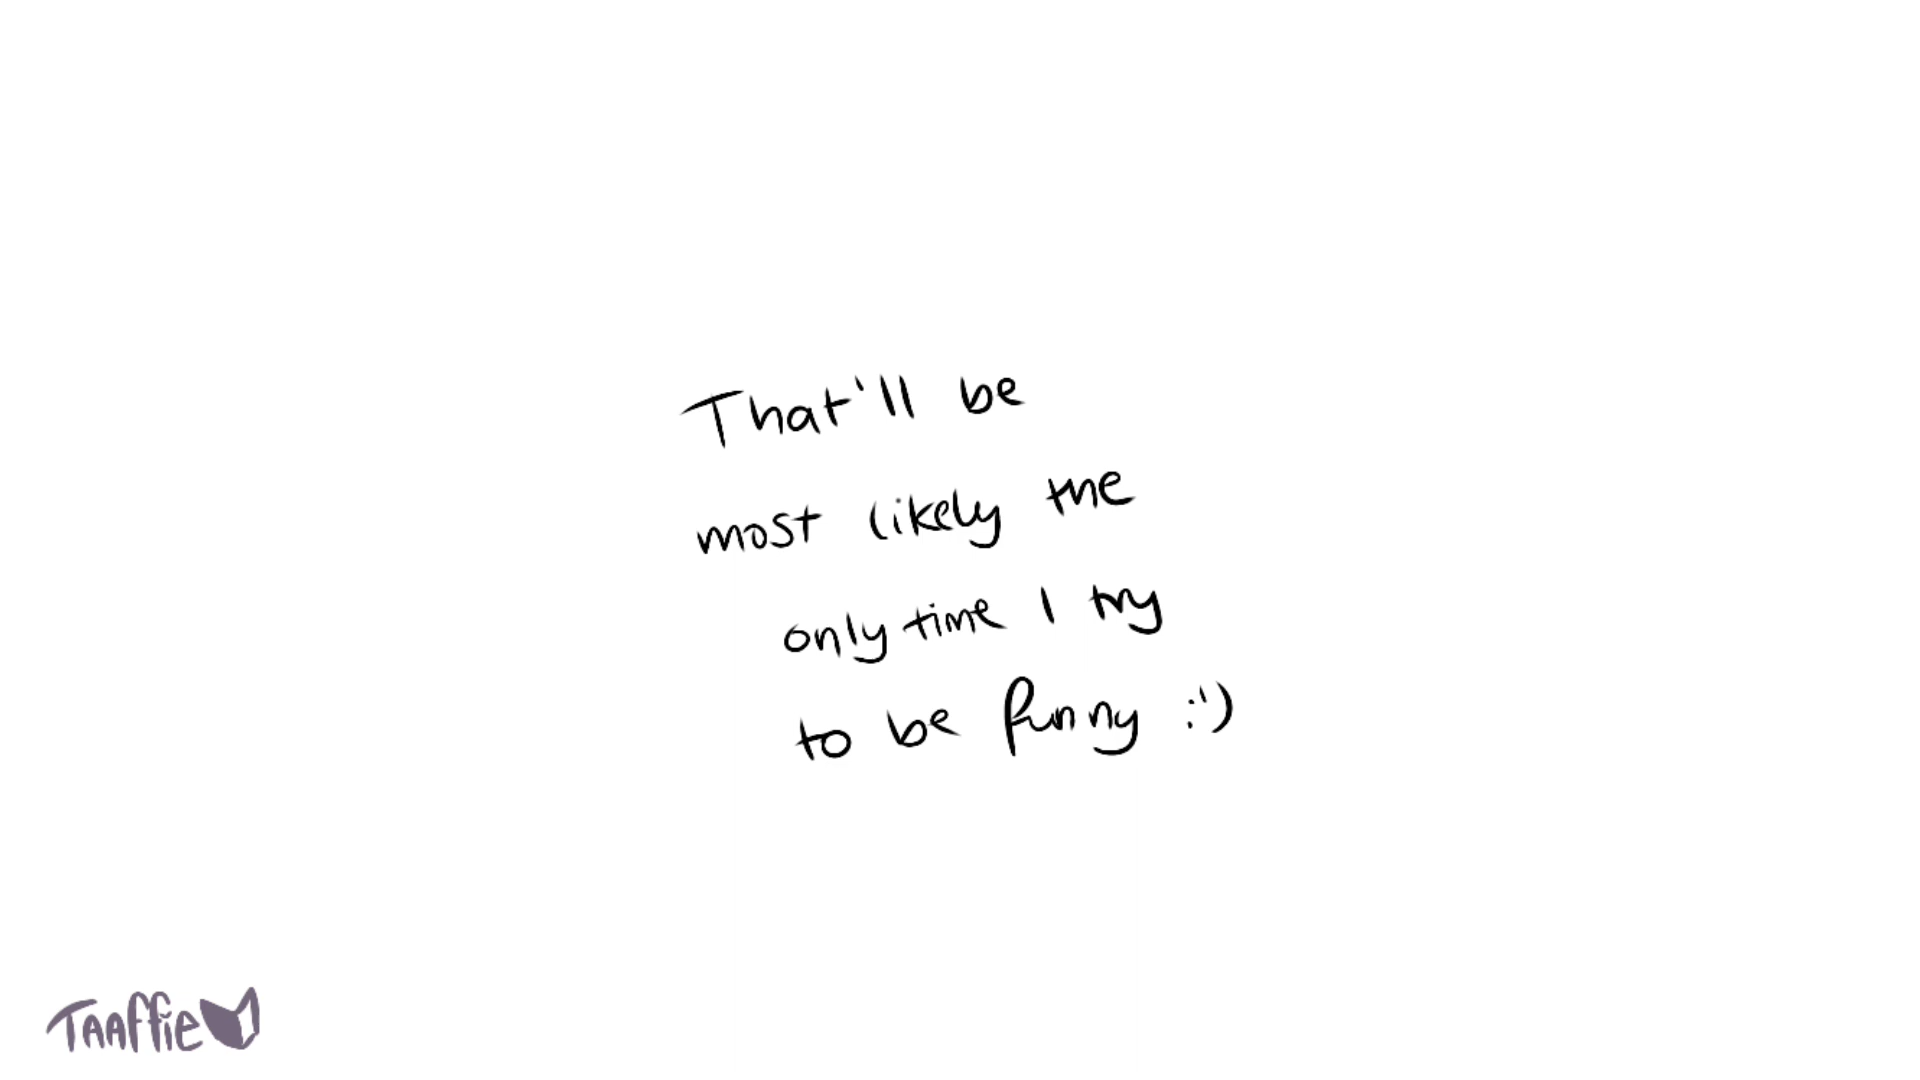 That'll be
most likely the
only time I try
to be funny :')
TAAffie